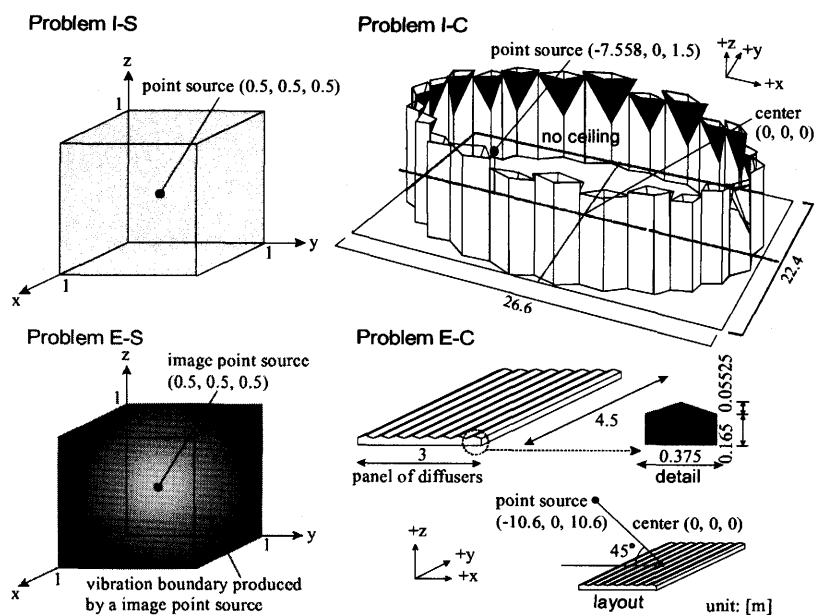 Problem I-S
z
1
point source (0.5, 0.5, 0.5)
1
y
x
1
Problem I-C
point source (-7.558, 0, 1.5)
+z
+y
+x
center
(0, 0, 0)
no ceiling
26.6
22.4
Problem E-S
z
image point source
(0.5, 0.5, 0.5)
1
y
1
x
1
vibration boundary produced
by a image point source
Problem E-C
4.5
3
panel of diffusers
0.05525
0.165
0.375
detail
point source
(-10.6, 0, 10.6)
center (0, 0, 0)
45°
+z
+y
+x
layout
unit: [m]